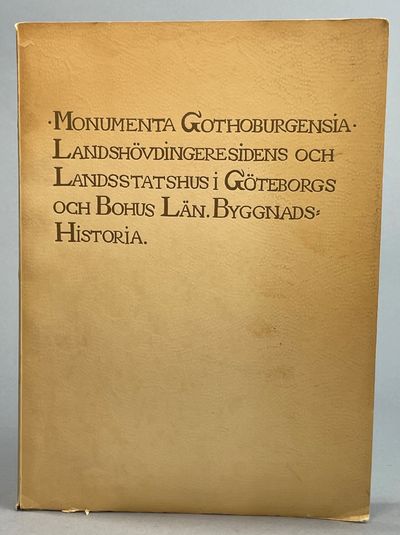 ·Monumenta Gothoburgensia·
Landshövdingeresidens och
Landsstatshus i Göteborgs
och Bohus Län. Byggnads=
Historia.